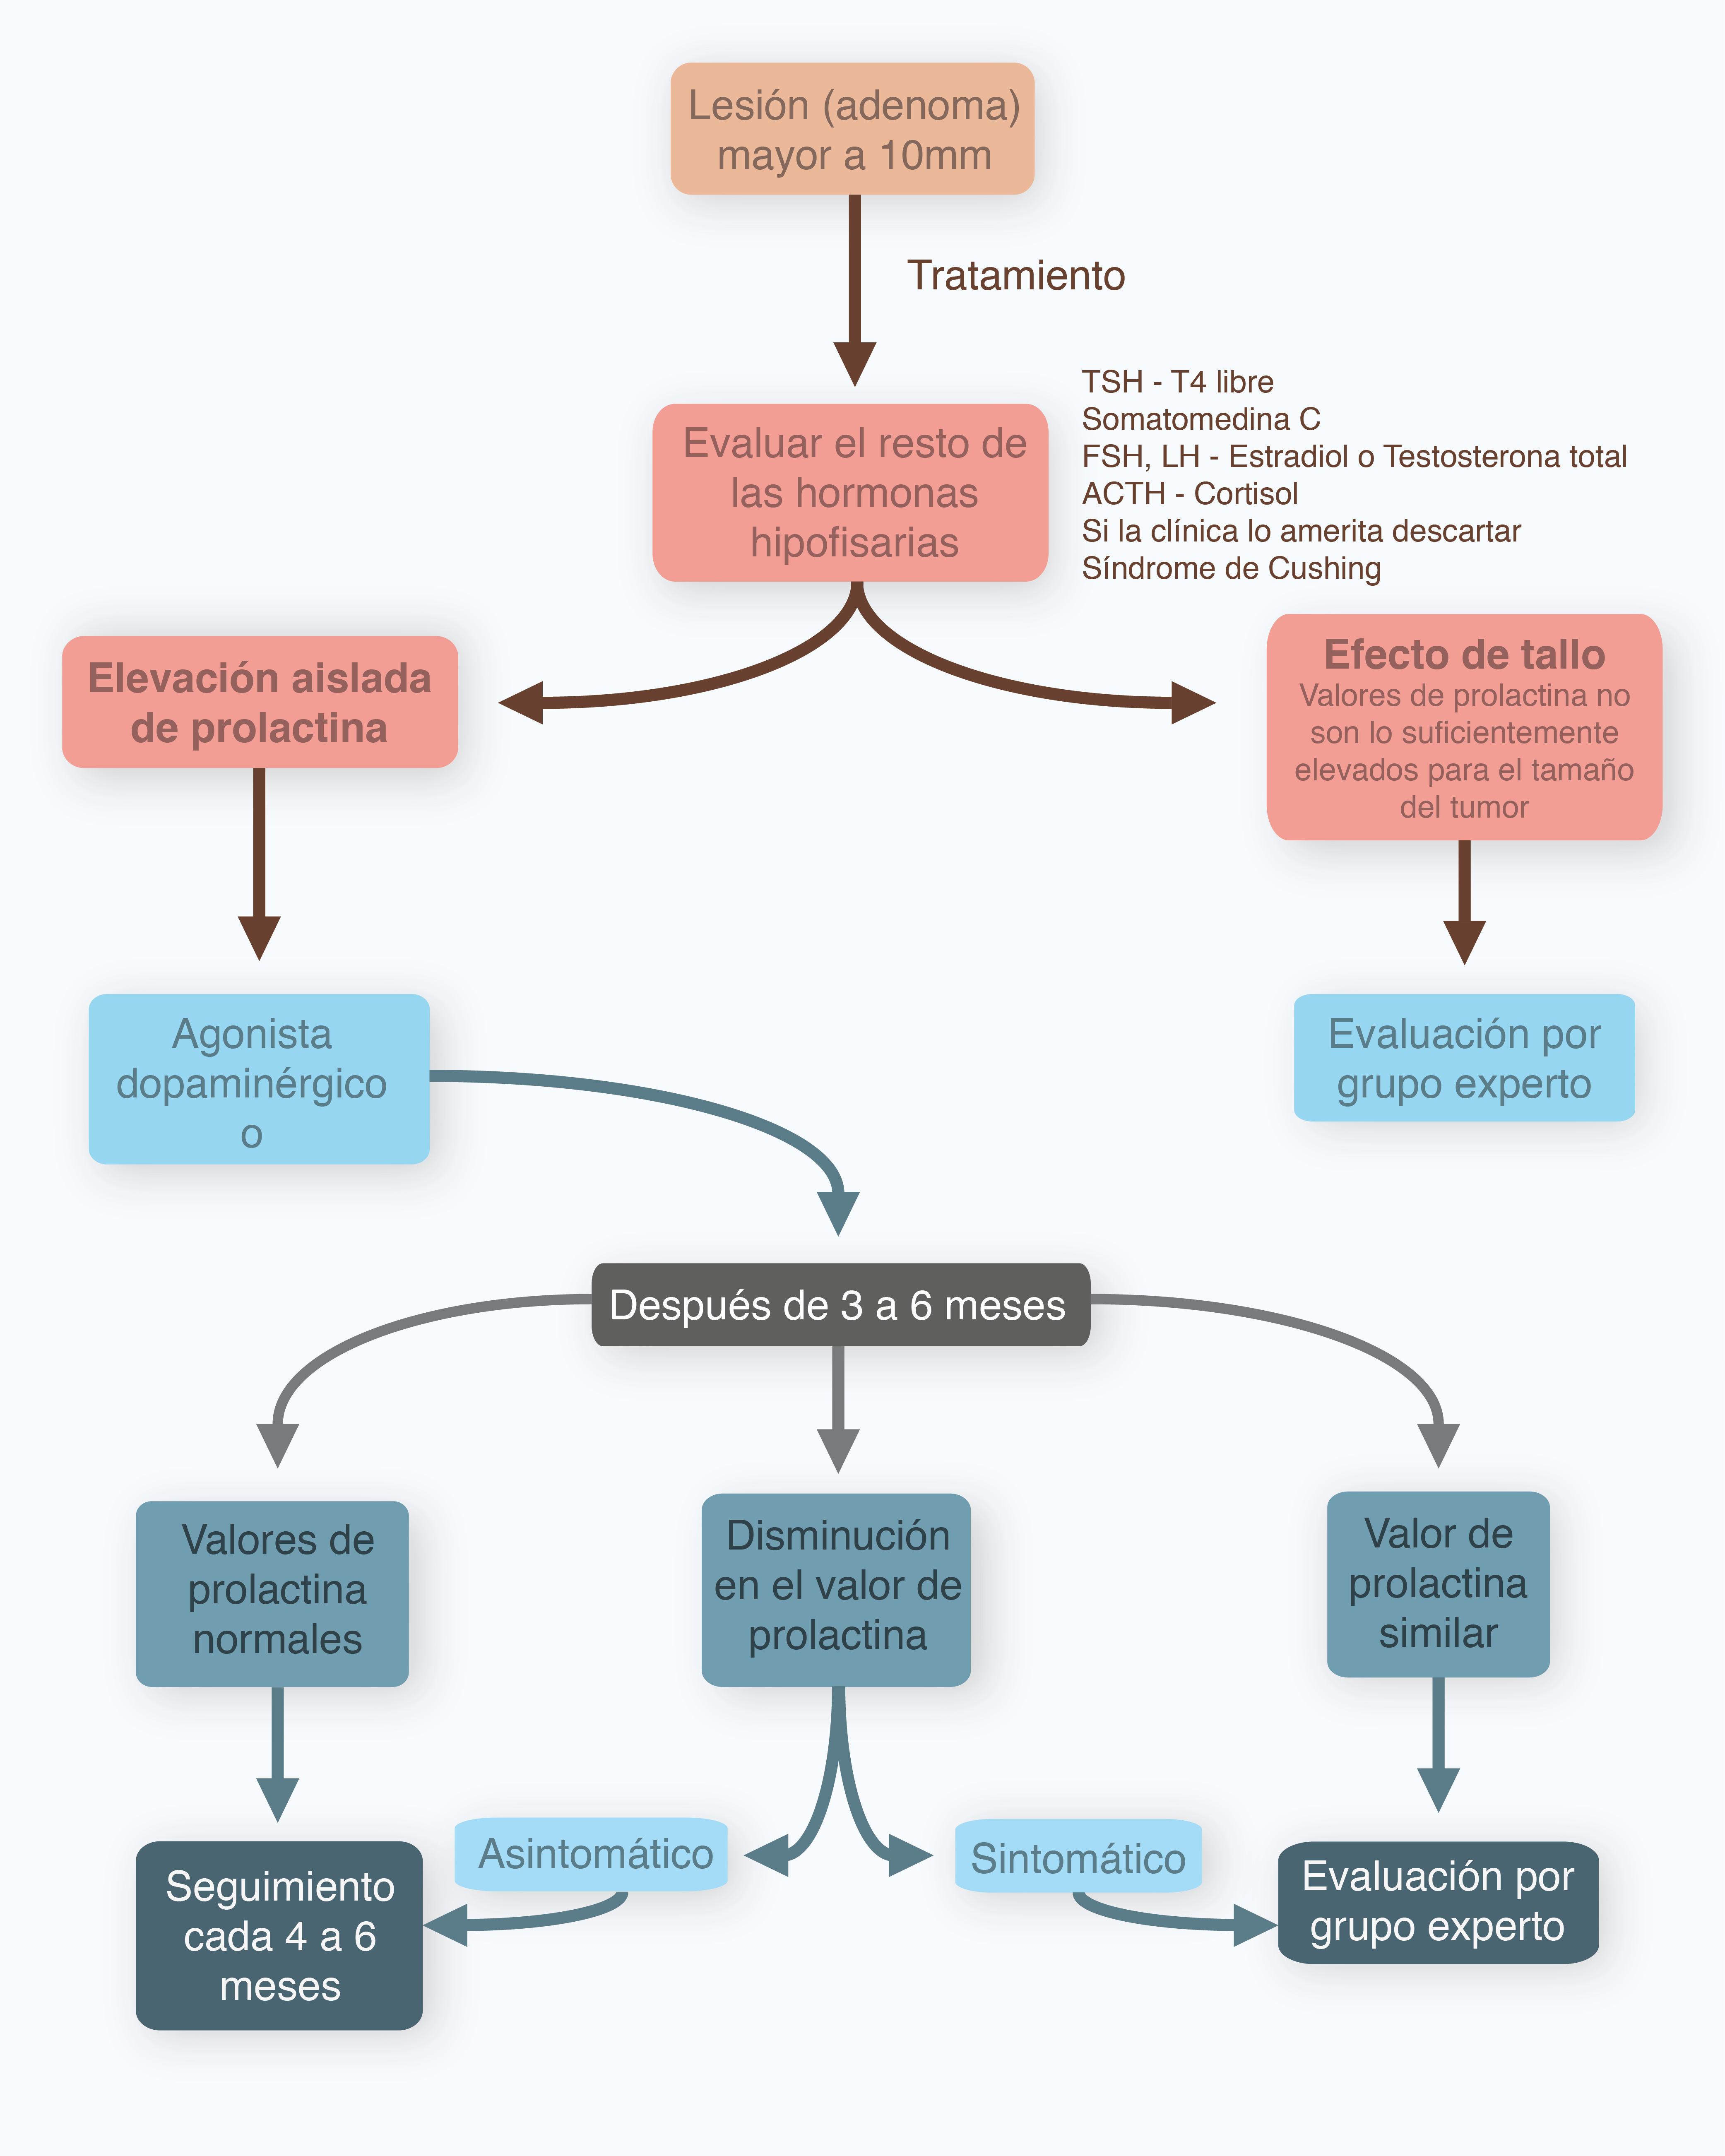 Lesión (adenoma)
mayor a 10mm
Tratamiento
TSH - T4 libre
Somatomedina C
FSH, LH - Estradiol o Testosterona total
ACTH - Cortisol
Si la clínica lo amerita descartar
Síndrome de Cushing
Evaluar el resto de
las hormonas
hipofisarias
Elevación aislada
de prolactina
Efecto de tallo
Valores de prolactina no
son lo suficientemente
elevados para el tamaño
del tumor
Agonista
dopaminérgico
o
Evaluación por
grupo experto
Después de 3 a 6 meses
Valores de
prolactina
normales
Disminución
en el valor de
prolactina
Valor de
prolactina
similar
Asintomático
Sintomático
Seguimiento
cada 4 a 6
meses
Evaluación por
grupo experto